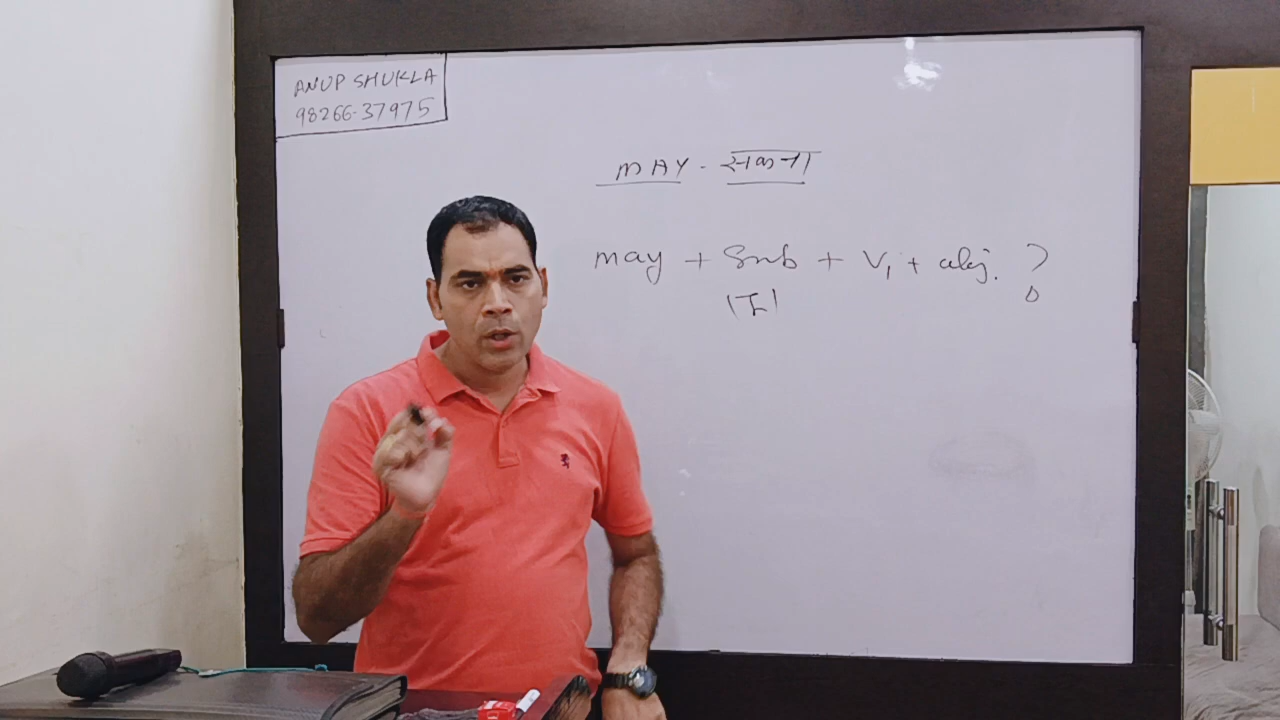 ANUP SHUKLA
98266-37975
MAY - सकना
may + Sub + V₁ + obj. ?
|I|